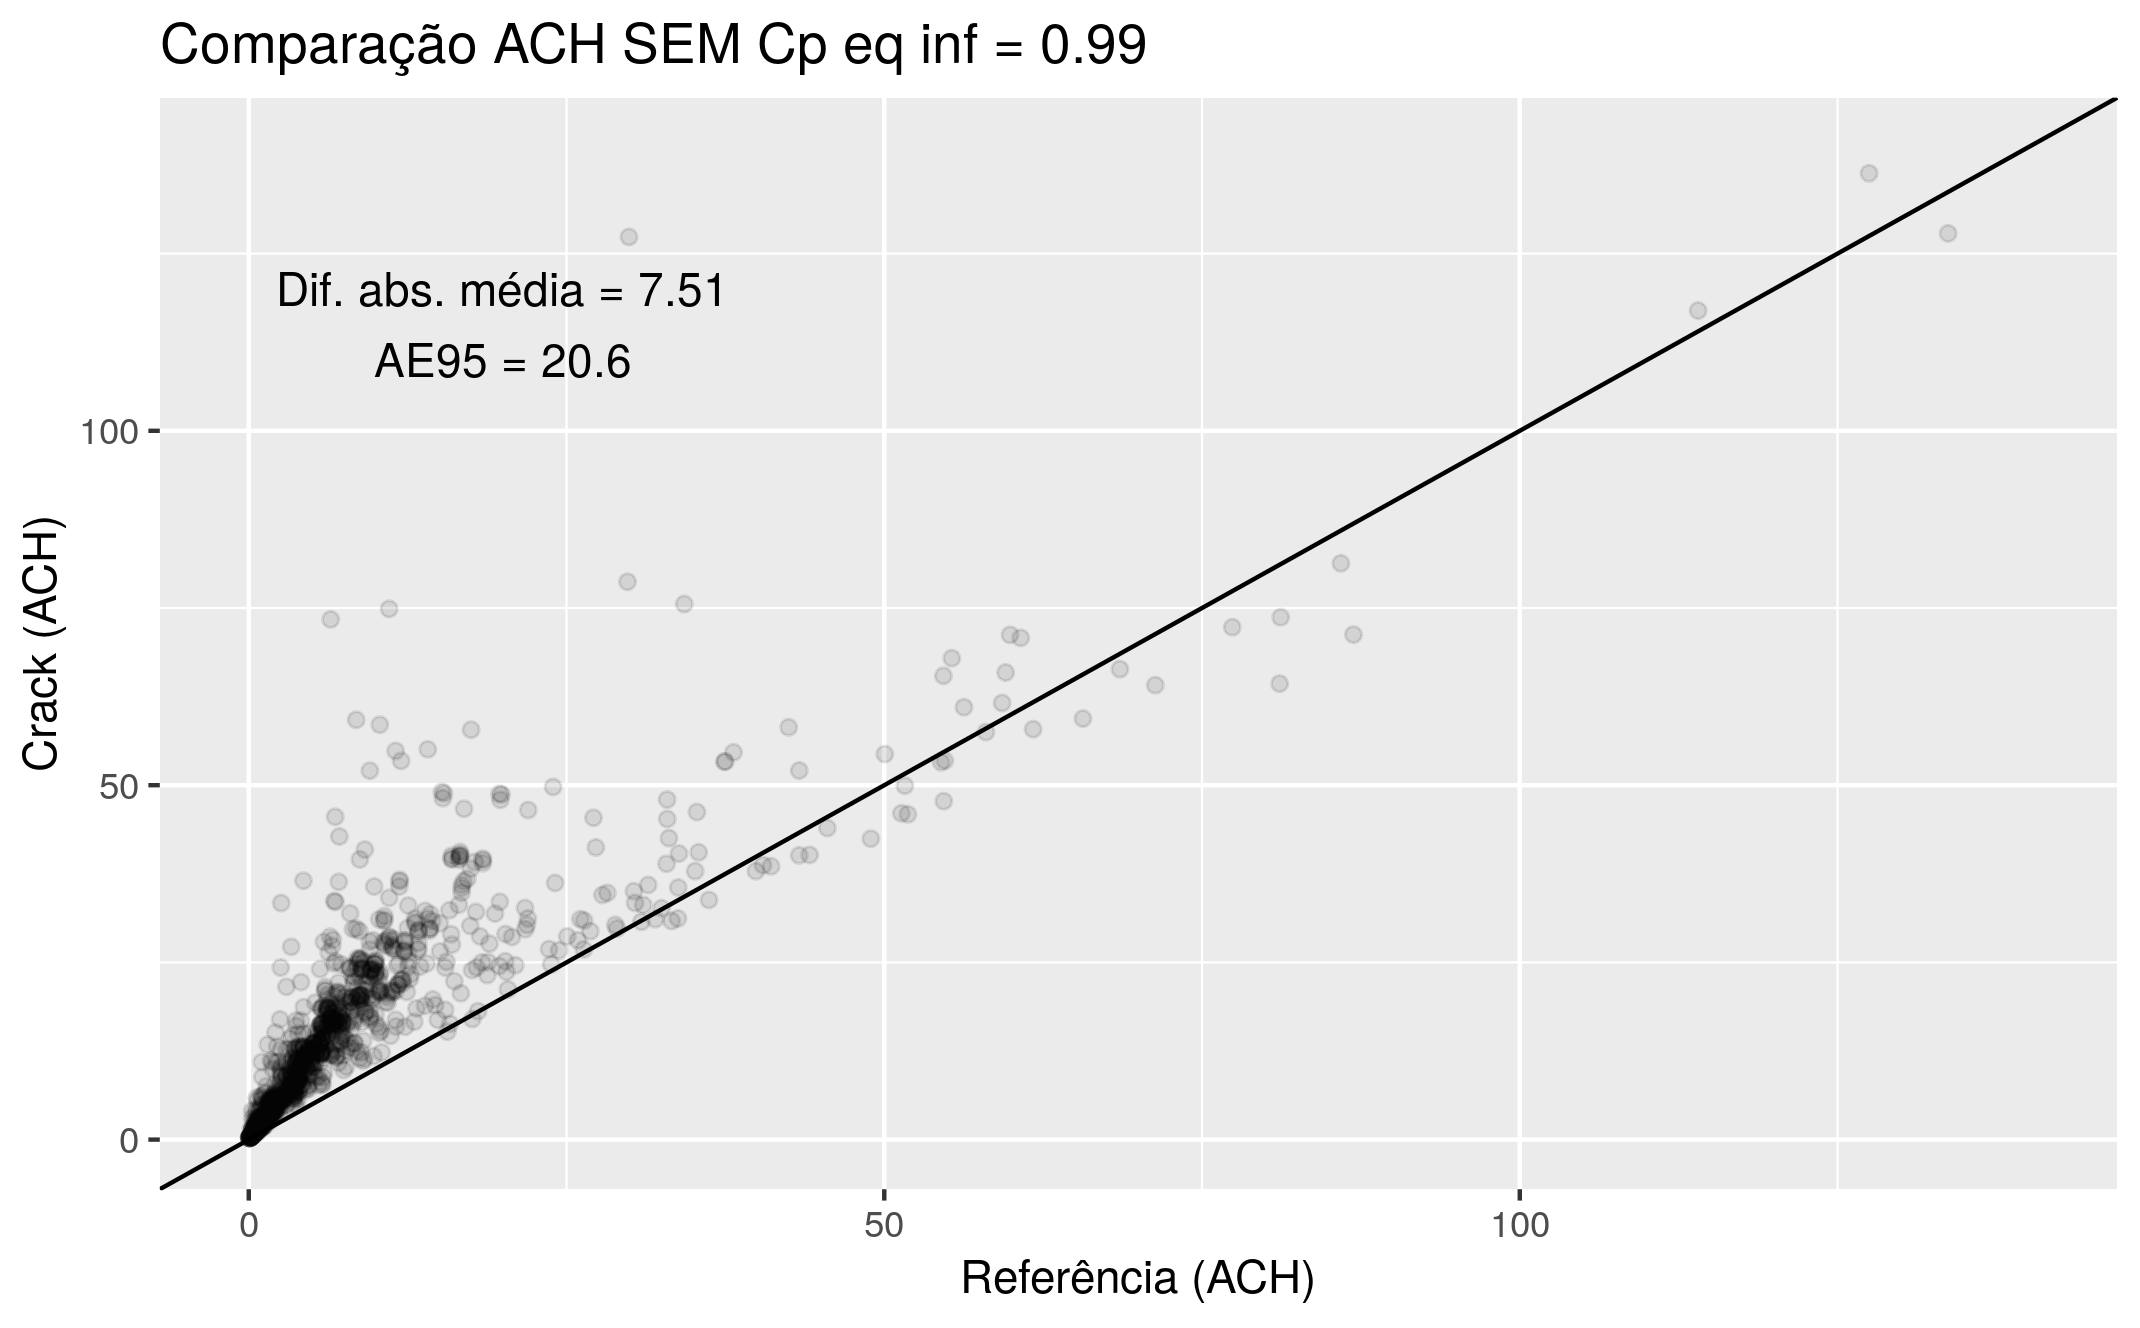 Comparação ACH SEM Cp eq inf = 0.99
Dif. abs. média = 7.51
AE95 = 20.6
100
50
0
Crack (ACH)
0
50
100
Referência (ACH)